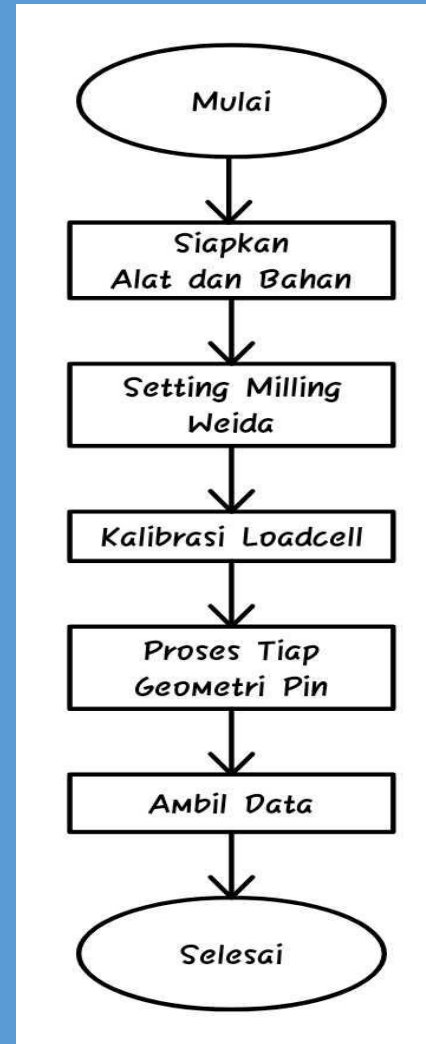 Mulai
Siapkan
Alat dan Bahan
Setting Milling
Weida
Kalibrasi Loadcell
Proses Tiap
Geometri Pin
Ambil Data
Selesai